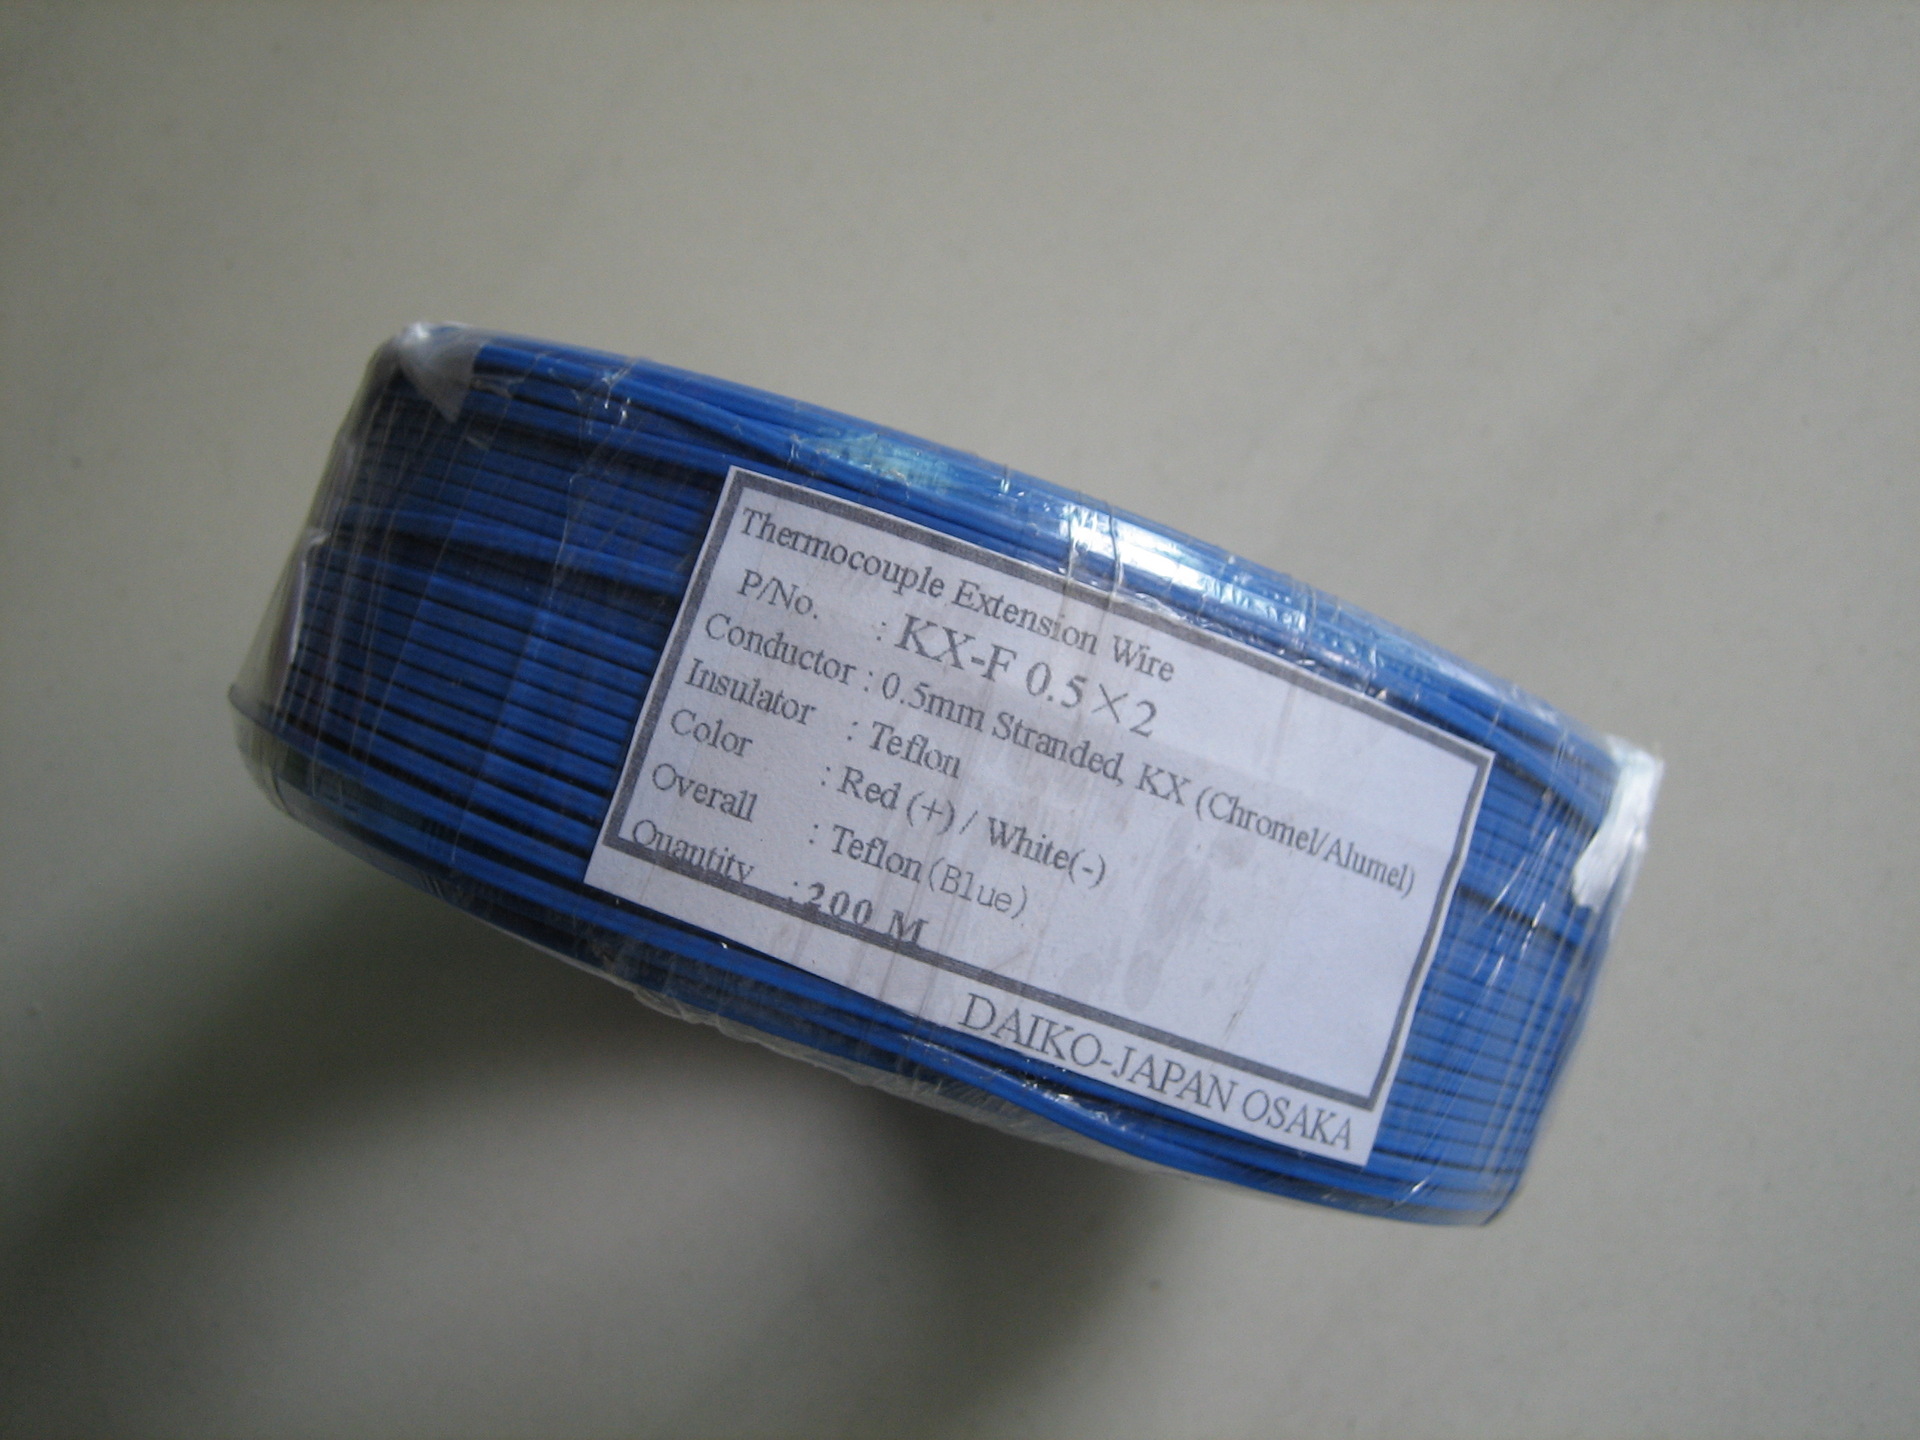 Thermocouple Extension Wire
P/No. : KX-F 0.5×2
Conductor : 0.5mm Stranded, KX (Chromel/Alumel)
Insulator : Teflon
Color : Red (+) / White(-)
Overall : Teflon(Blue)
Quantity : 200 M
DAIKO-JAPAN OSAKA